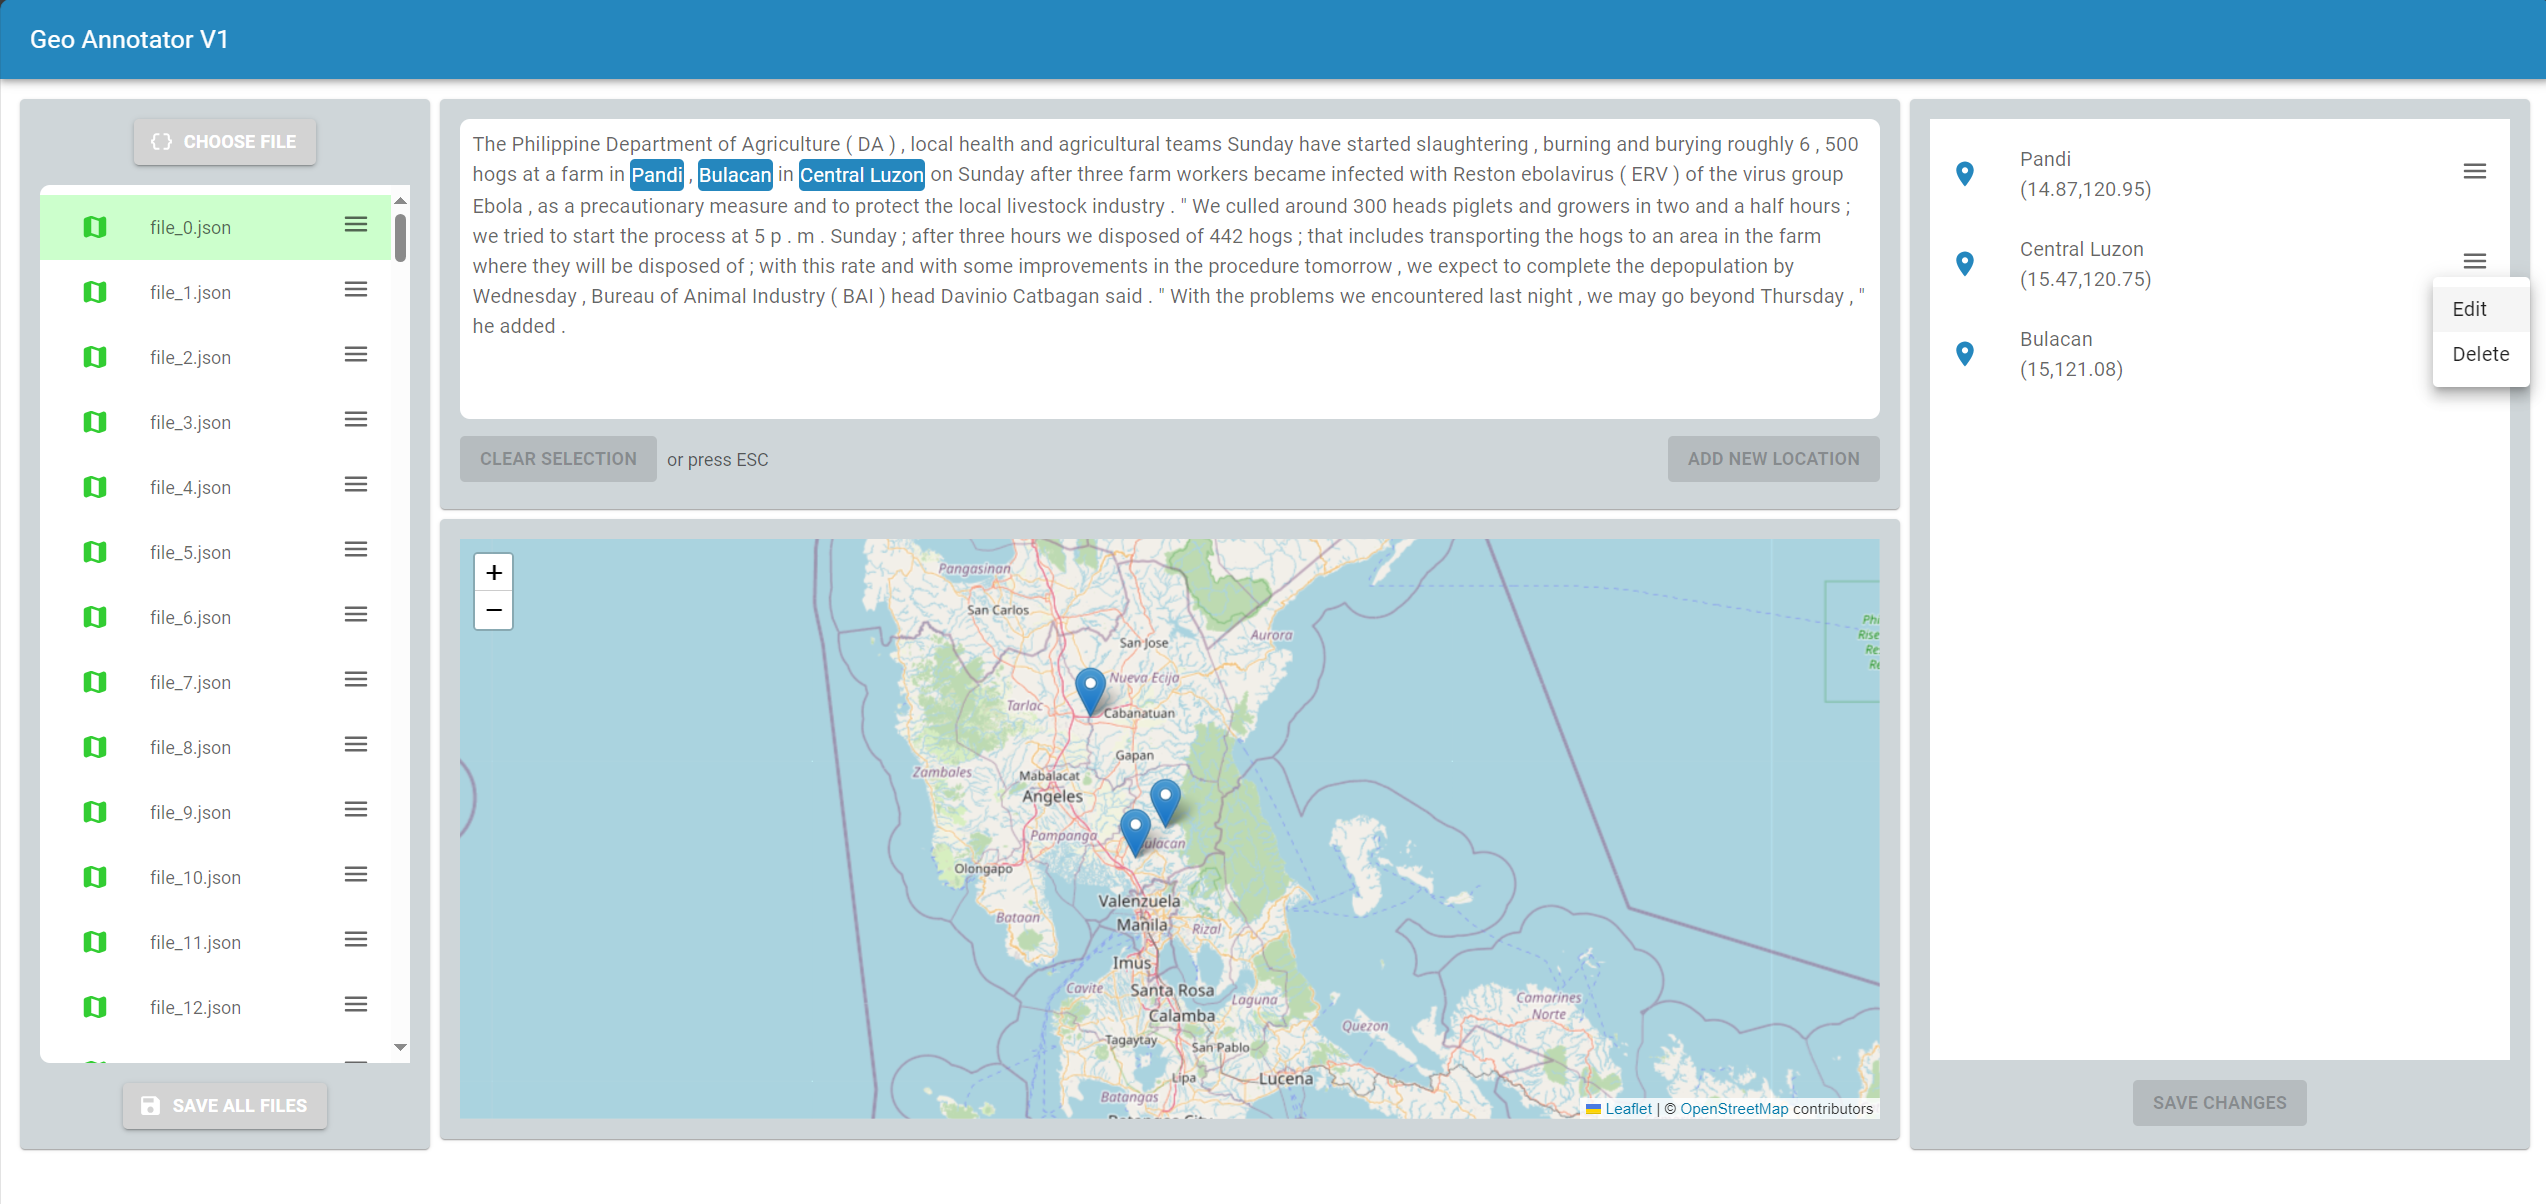 Geo Annotator V1
CHOOSE FILE
file_0.json
file_1.json
file_2.json
file_3.json
file_4.json
file_5.json
file_6.json
file_7.json
file_8.json
file_9.json
file_10.json
file_11.json
file_12.json
SAVE ALL FILES
The Philippine Department of Agriculture ( DA ) , local health and agricultural teams Sunday have started slaughtering , burning and burying roughly 6 , 500
hogs at a farm in Pandi , Bulacan in Central Luzon on Sunday after three farm workers became infected with Reston ebolavirus ( ERV ) of the virus group
Ebola , as a precautionary measure and to protect the local livestock industry . " We culled around 300 heads piglets and growers in two and a half hours ;
we tried to start the process at 5 p . m . Sunday ; after three hours we disposed of 442 hogs ; that includes transporting the hogs to an area in the farm
where they will be disposed of ; with this rate and with some improvements in the procedure tomorrow , we expect to complete the depopulation by
Wednesday , Bureau of Animal Industry ( BAI ) head Davinio Catbagan said . " With the problems we encountered last night , we may go beyond Thursday , "
he added .
CLEAR SELECTION or press ESC
ADD NEW LOCATION
+
−
Pangasinan
San Carlos
San Jose
Aurora
Nueva Ecija
Tarlac
Cabanatuan
Gapan
Zambales
Mabalacat
Angeles
Pampanga
Olongapo
Valenzuela
Bataan
Manila
Rizal
Imus
Cavite
Santa Rosa
Laguna
Calamba
Camarines
Norte
Quezon
Tagaytay
San Pablo
Lipa
Lucena
Batangas
Leaflet | © OpenStreetMap contributors
Pandi
(14.87,120.95)
Central Luzon
(15.47,120.75)
Edit
Bulacan
(15,121.08)
Delete
SAVE CHANGES